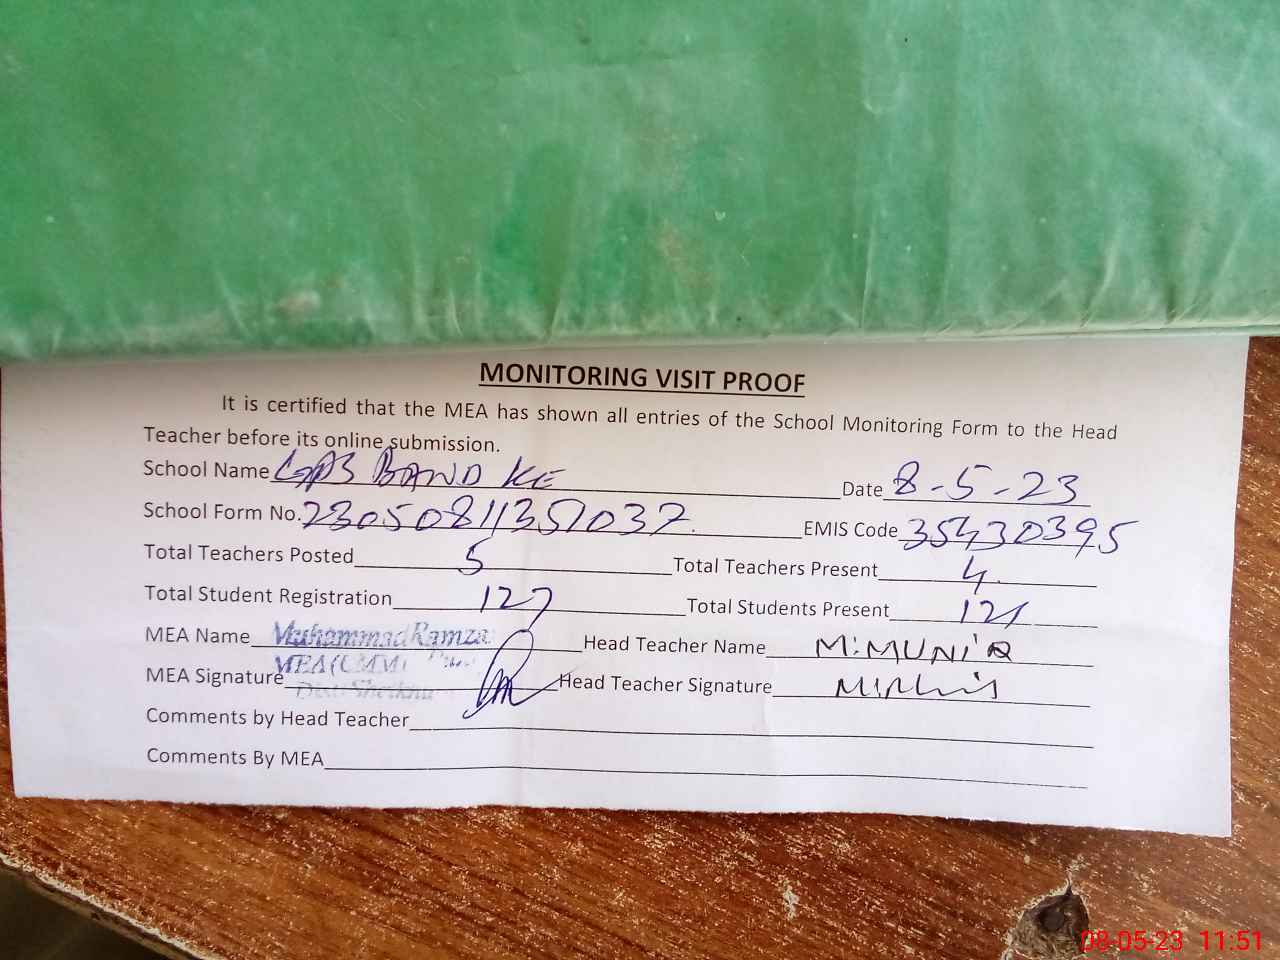 MONITORING VISIT PROOF
It is certified that the MEA has shown all entries of the School Monitoring Form to the Head
Teacher before its online submission.
School Name GPS BAND KE Date 8-5-23
School Form No. 23050811351037 EMIS Code 35430395
Total Teachers Posted 5 Total Teachers Present 4
Total Student Registration 127 Total Students Present 121
MEA Name Muhammad Ramza Head Teacher Name M.MUNIR
MEA(
MEA Signature Head Teacher Signature
Comments by Head Teacher
Comments By MEA
08-05-23 11:51